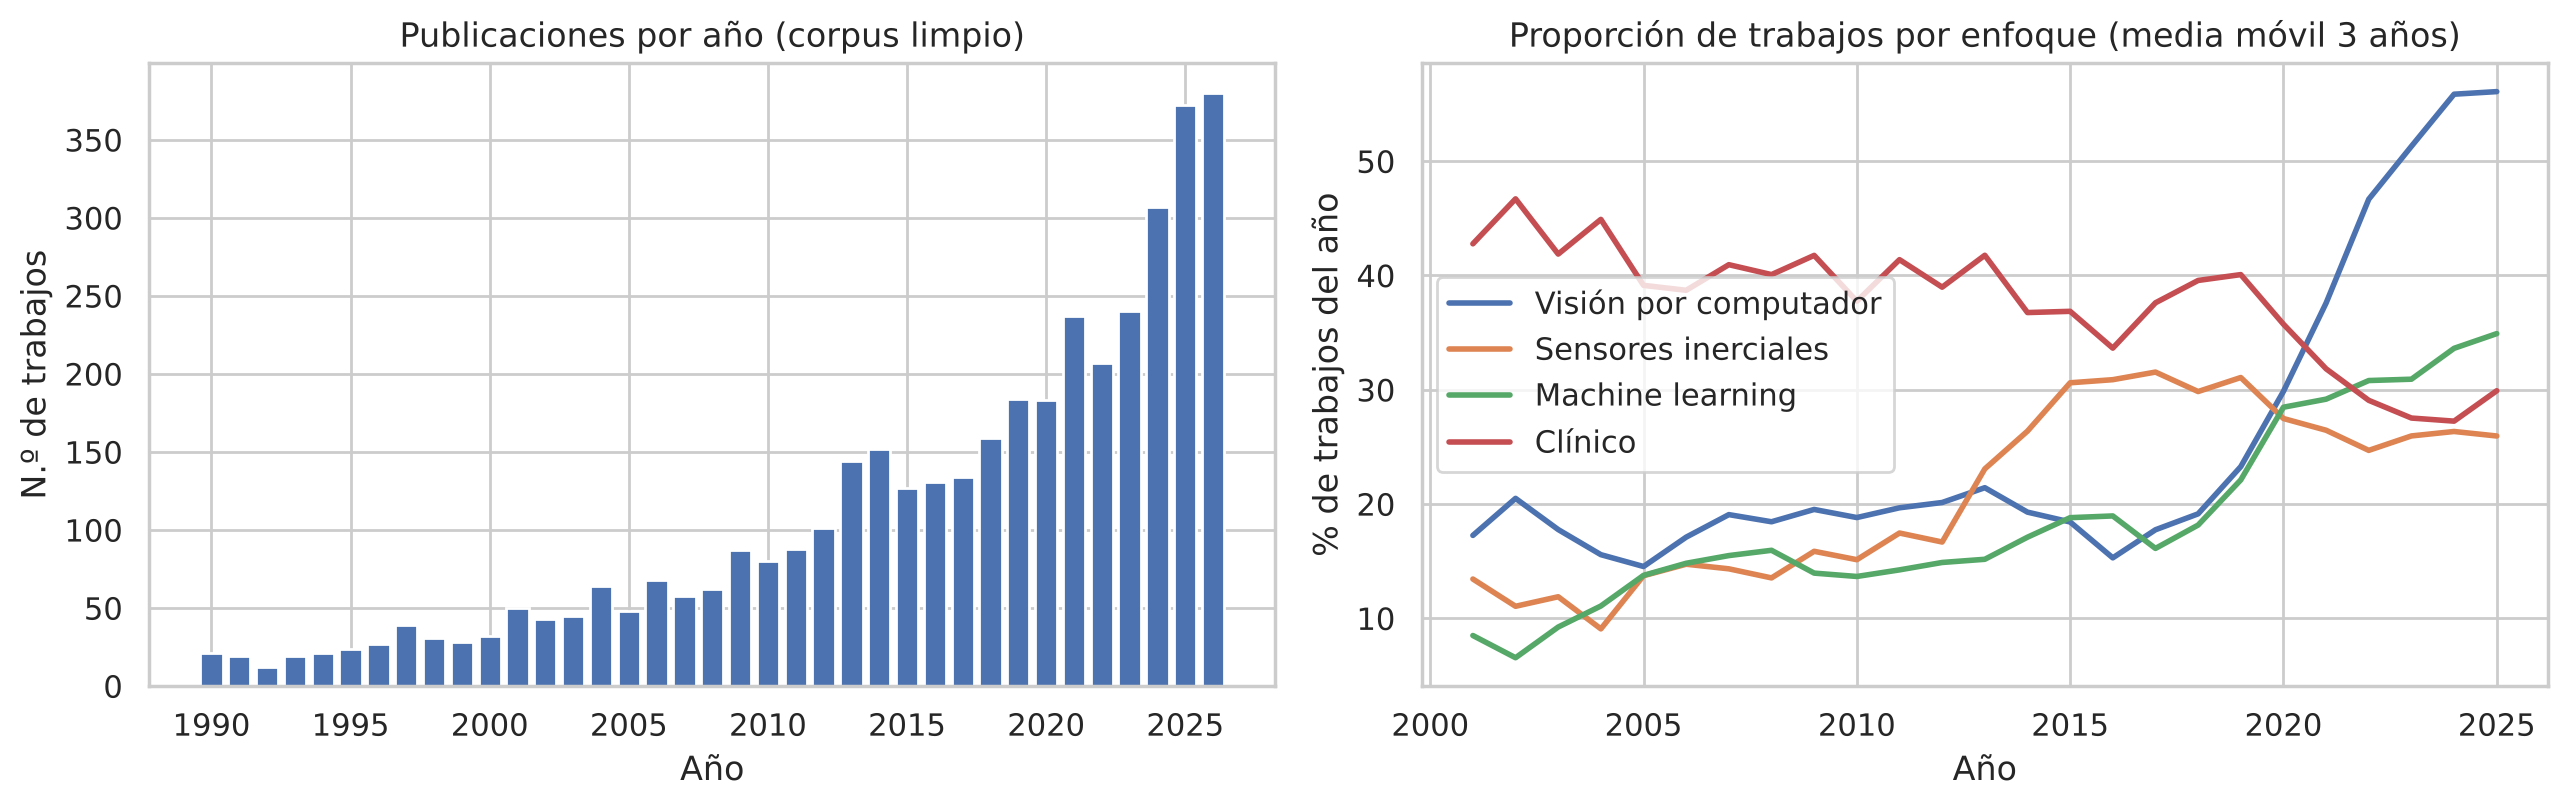 Publicaciones por año (corpus limpio)
N.º de trabajos
350
300
250
200
150
100
50
0
1990 1995 2000 2005 2010 2015 2020 2025
Año
Proporción de trabajos por enfoque (media móvil 3 años)
% de trabajos del año
50
40
30
20
10
Visión por computador
Sensores inerciales
Machine learning
Clínico
2000 2005 2010 2015 2020 2025
Año